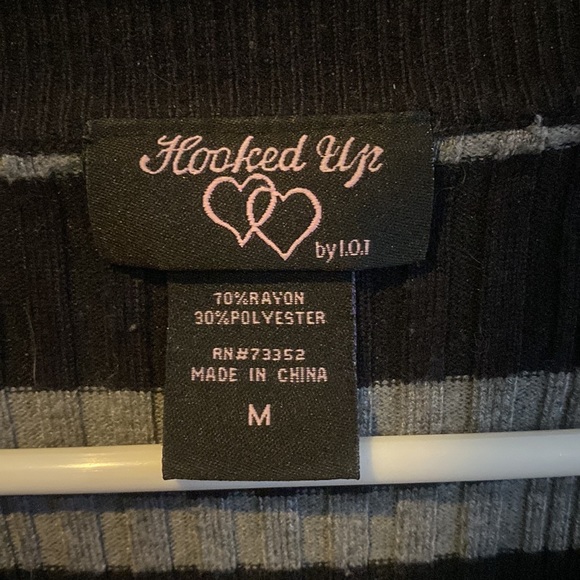 Hooked Up
by I.O.T
70%RAYON
30%POLYESTER
RN#73352
MADE IN CHINA
M